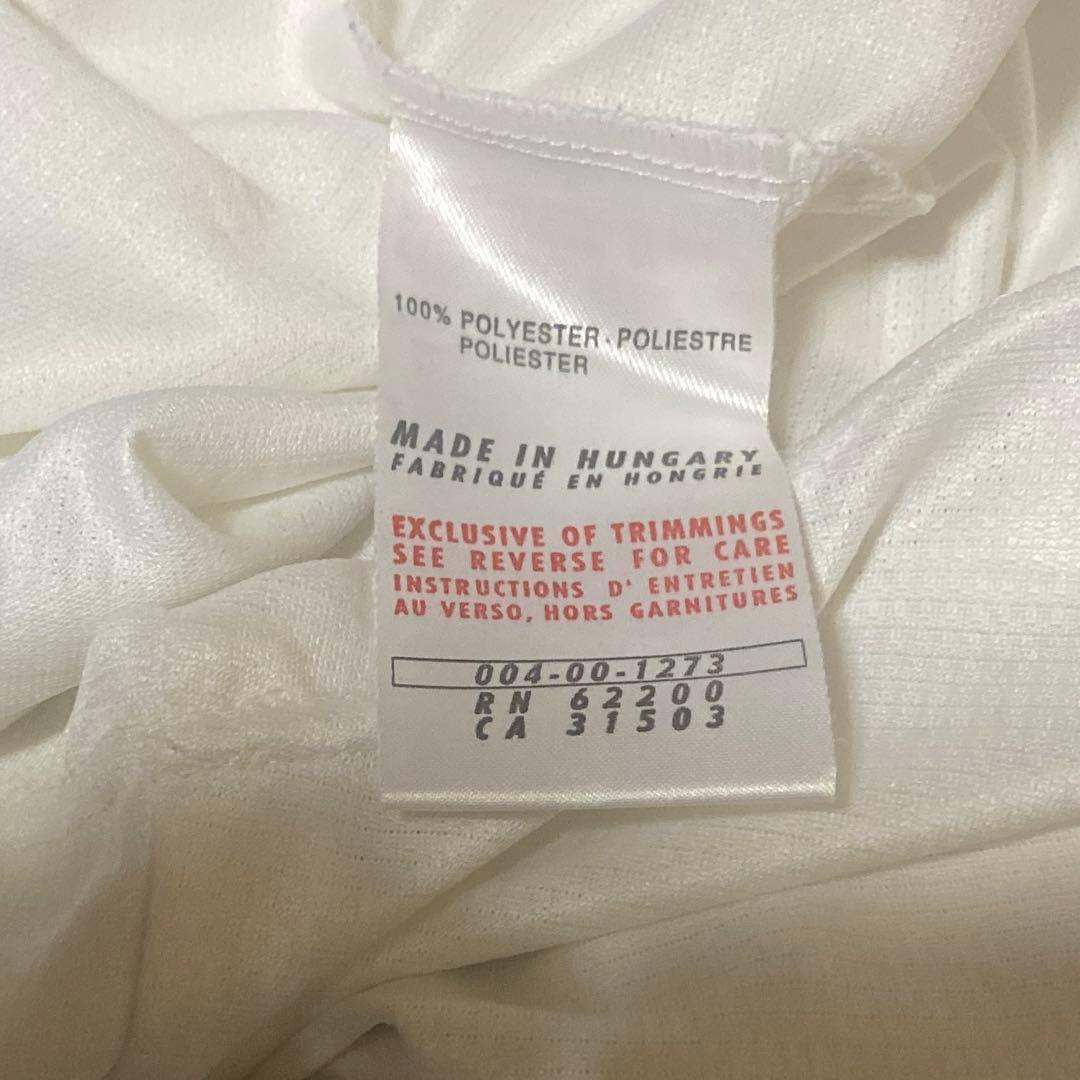 100% POLYESTER · POLIESTRE
POLIESTER
MADE IN HUNGARY
FABRIQUÉ EN HONGRIE
EXCLUSIVE OF TRIMMINGS
SEE REVERSE FOR CARE
INSTRUCTIONS D' ENTRETIEN
AU VERSO, HORS GARNITURES
004-00-1273
RN 62200
CA 31503